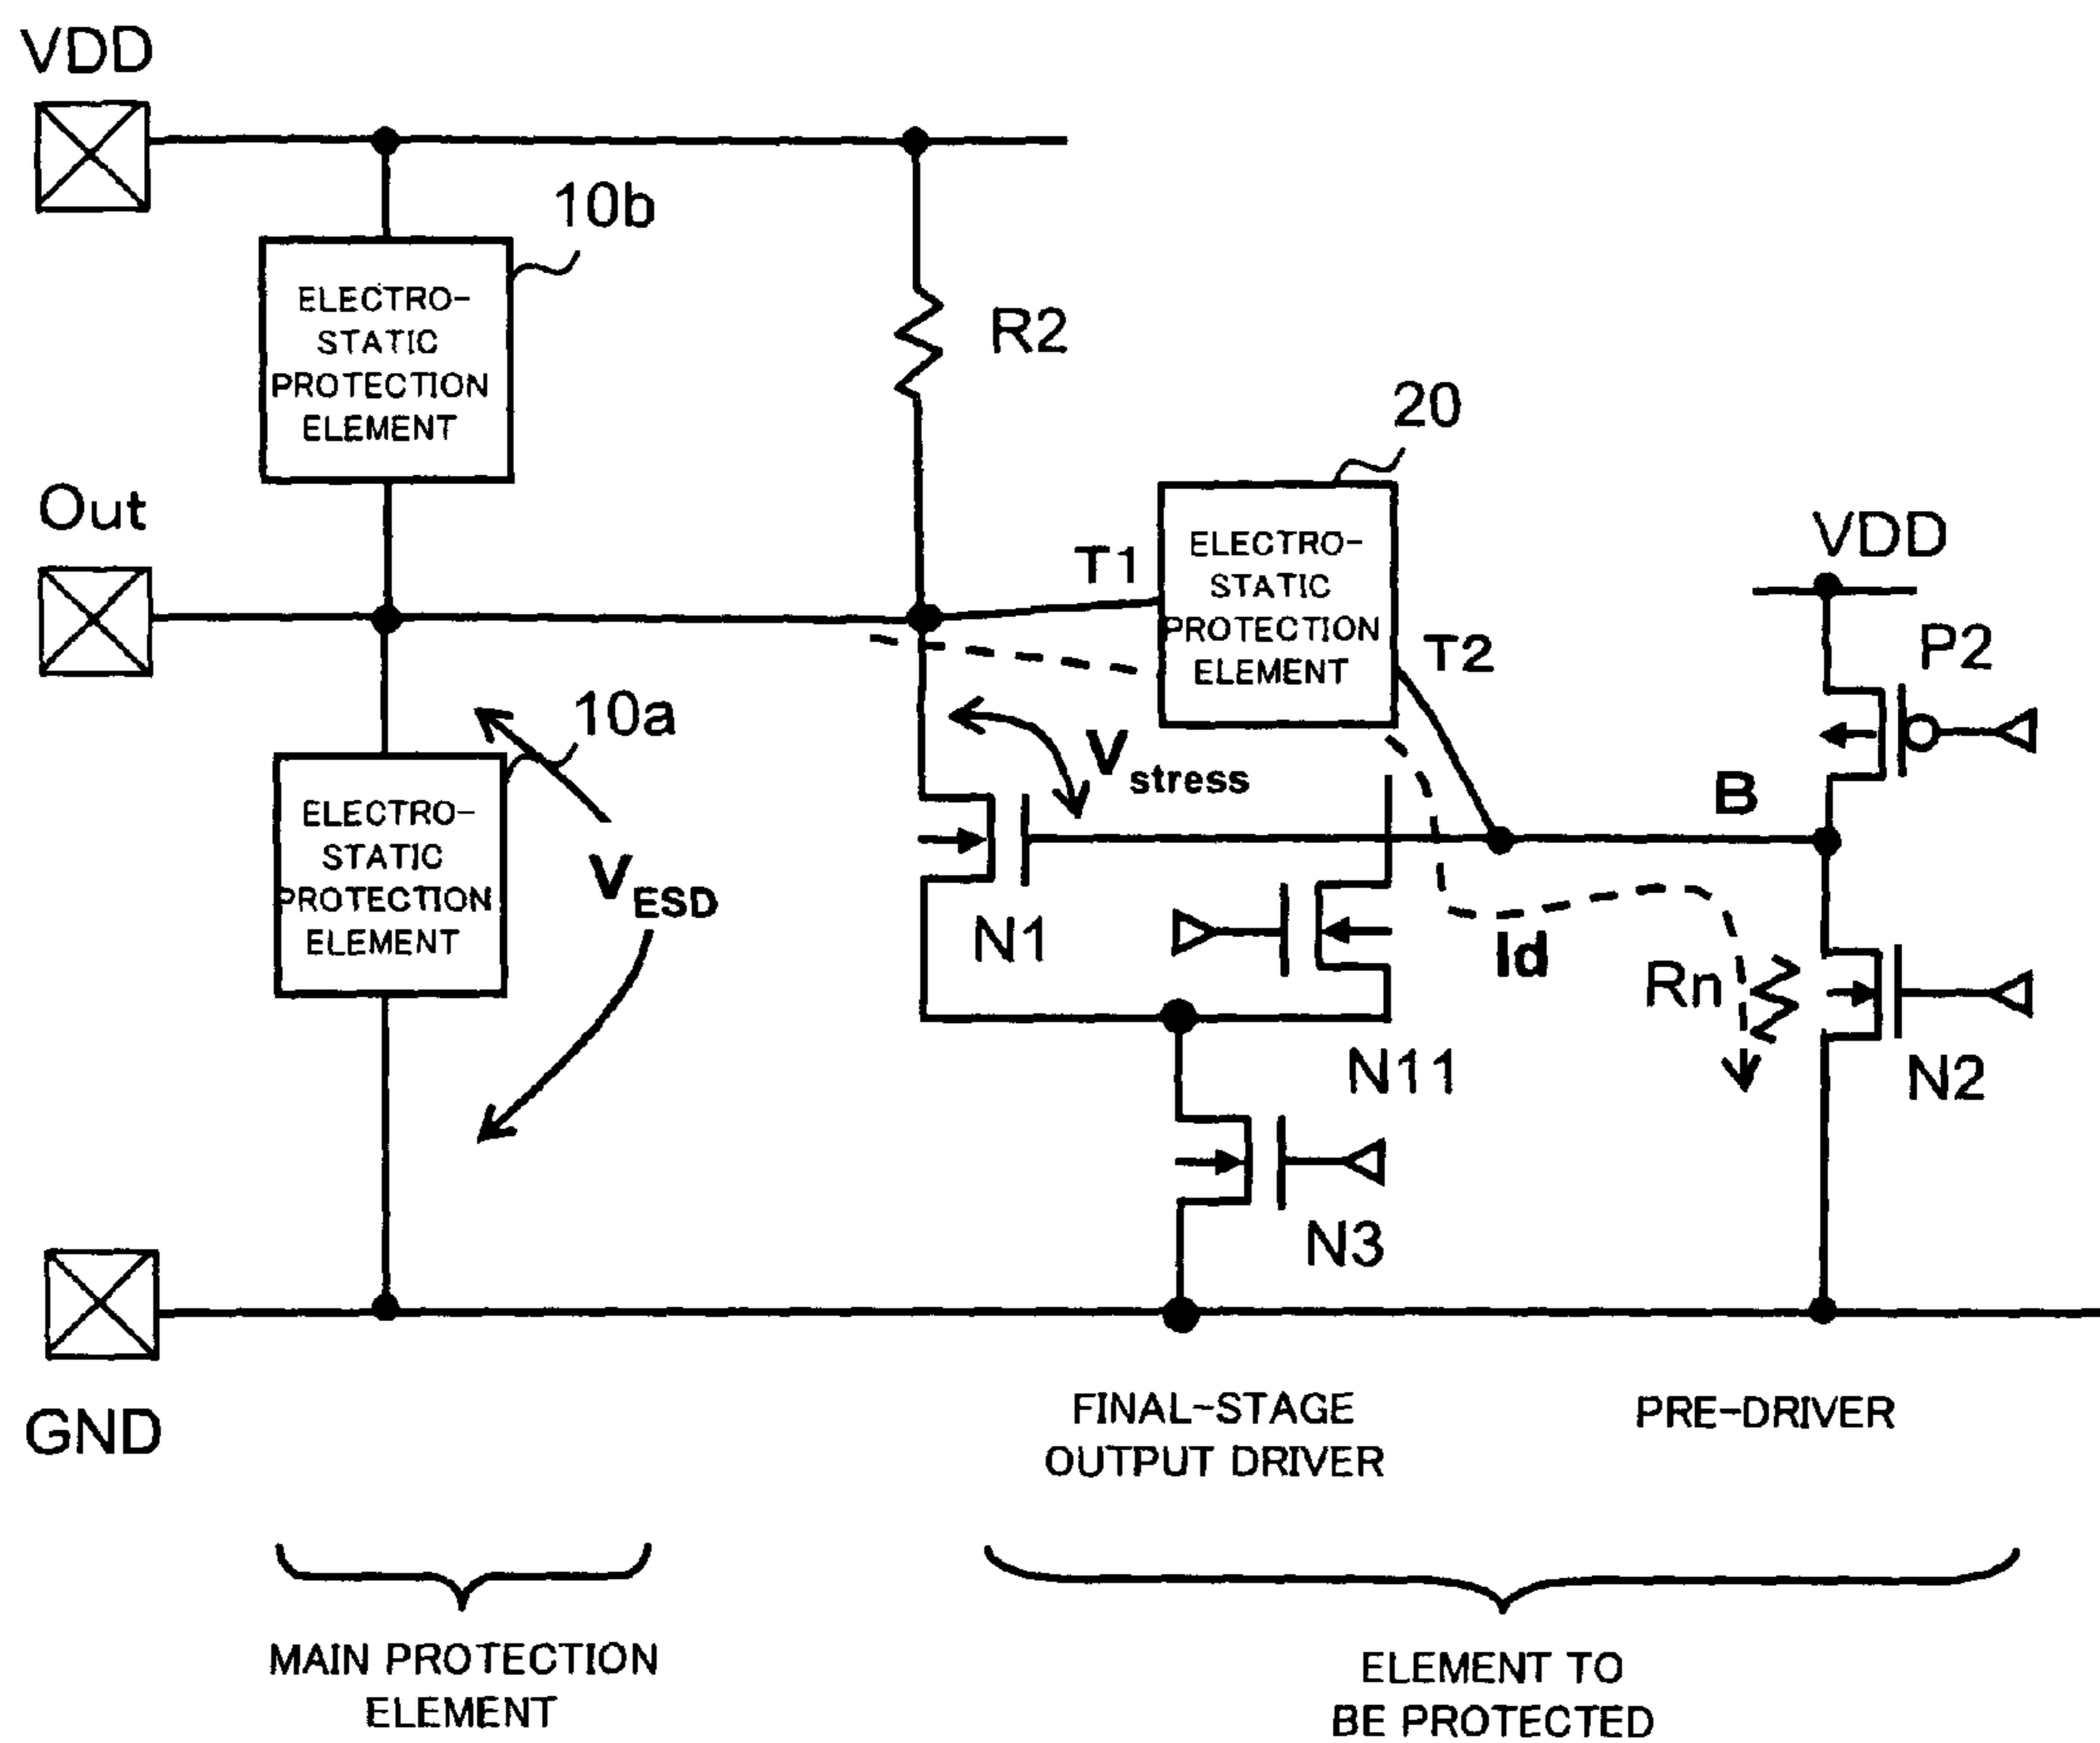 VDD
10b
ELECTRO-
STATIC
PROTECTION
ELEMENT
R2
20
Out
T1
ELECTRO-
STATIC
PROTECTION
ELEMENT
T2
VDD
P2
10a
Vstress
B
ELECTRO-
STATIC
PROTECTION
ELEMENT
VESD
N1
Id
Rn
N11
N2
N3
GND
FINAL-STAGE
OUTPUT DRIVER
PRE-DRIVER
MAIN PROTECTION
ELEMENT
ELEMENT TO
BE PROTECTED